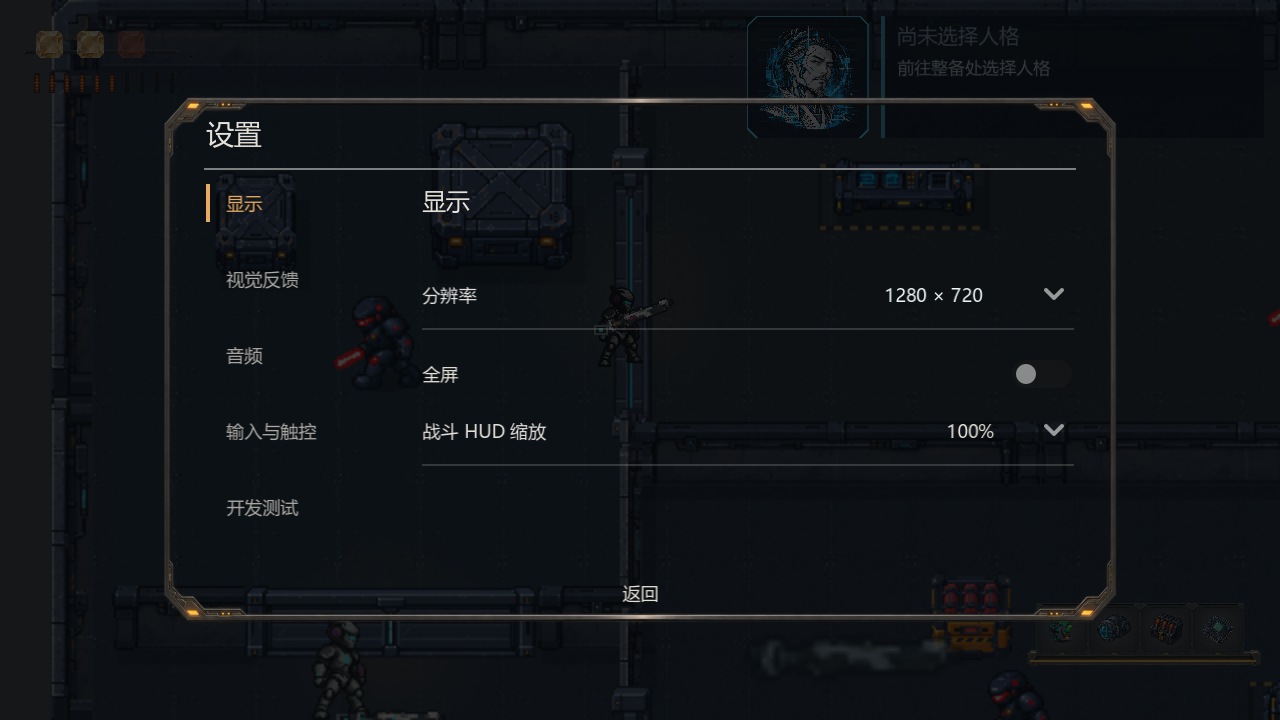 尚未选择人格
前往整备处选择人格
设置
显示
视觉反馈
音频
输入与触控
开发测试
显示
分辨率
1280 × 720
全屏
战斗 HUD 缩放
100%
返回